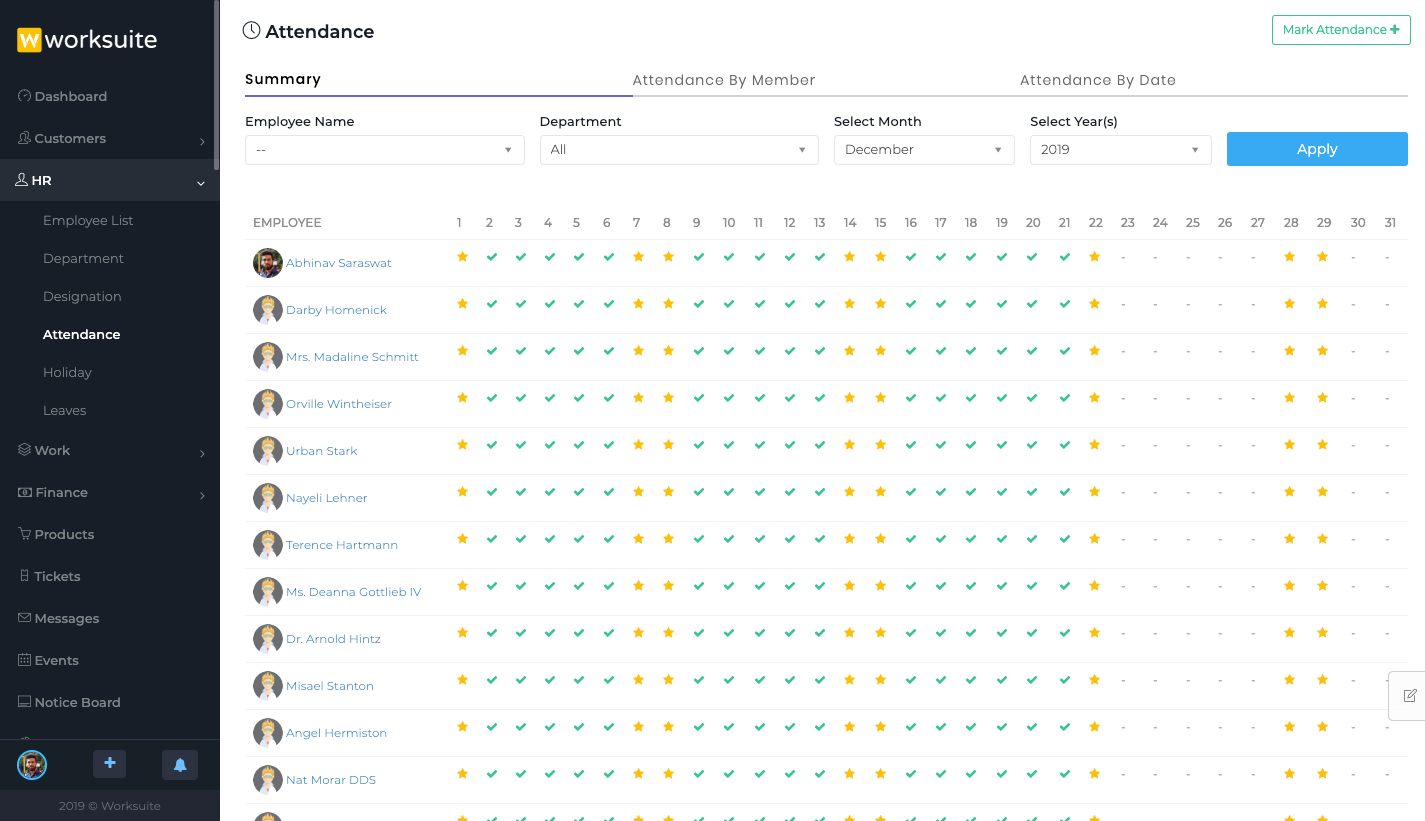 worksuite
Dashboard
Customers
HR
Employee List
Department
Designation
Attendance
Holiday
Leaves
Work
Finance
Products
Tickets
Messages
Events
Notice Board
2019 © Worksuite
Attendance
Mark Attendance +
Summary Attendance By Member Attendance By Date
Employee Name Department Select Month Select Year(s)
-- All December 2019 Apply
EMPLOYEE 1 2 3 4 5 6 7 8 9 10 11 12 13 14 15 16 17 18 19 20 21 22 23 24 25 26 27 28 29 30 31
Abhinav Saraswat - - - - - - -
Darby Homenick - - - - - - -
Mrs. Madaline Schmitt - - - - - - -
Orville Wintheiser - - - - - - -
Urban Stark - - - - - - -
Nayeli Lehner - - - - - - -
Terence Hartmann - - - - - - -
Ms. Deanna Gottlieb IV - - - - - - -
Dr. Arnold Hintz - - - - - - -
Misael Stanton - - - - - - -
Angel Hermiston - - - - - - -
Nat Morar DDS - - - - - - -